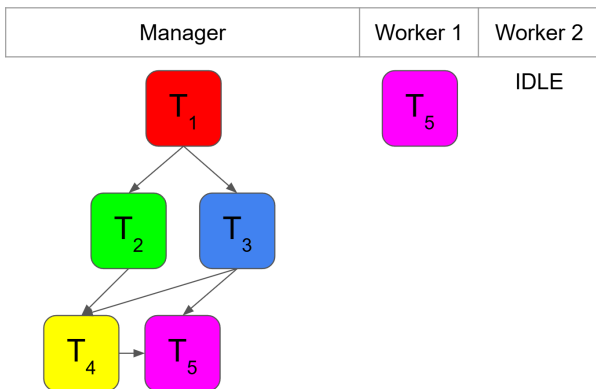 Manager Worker 1 Worker 2
IDLE
T1 T5
T2 T3
T4 T5